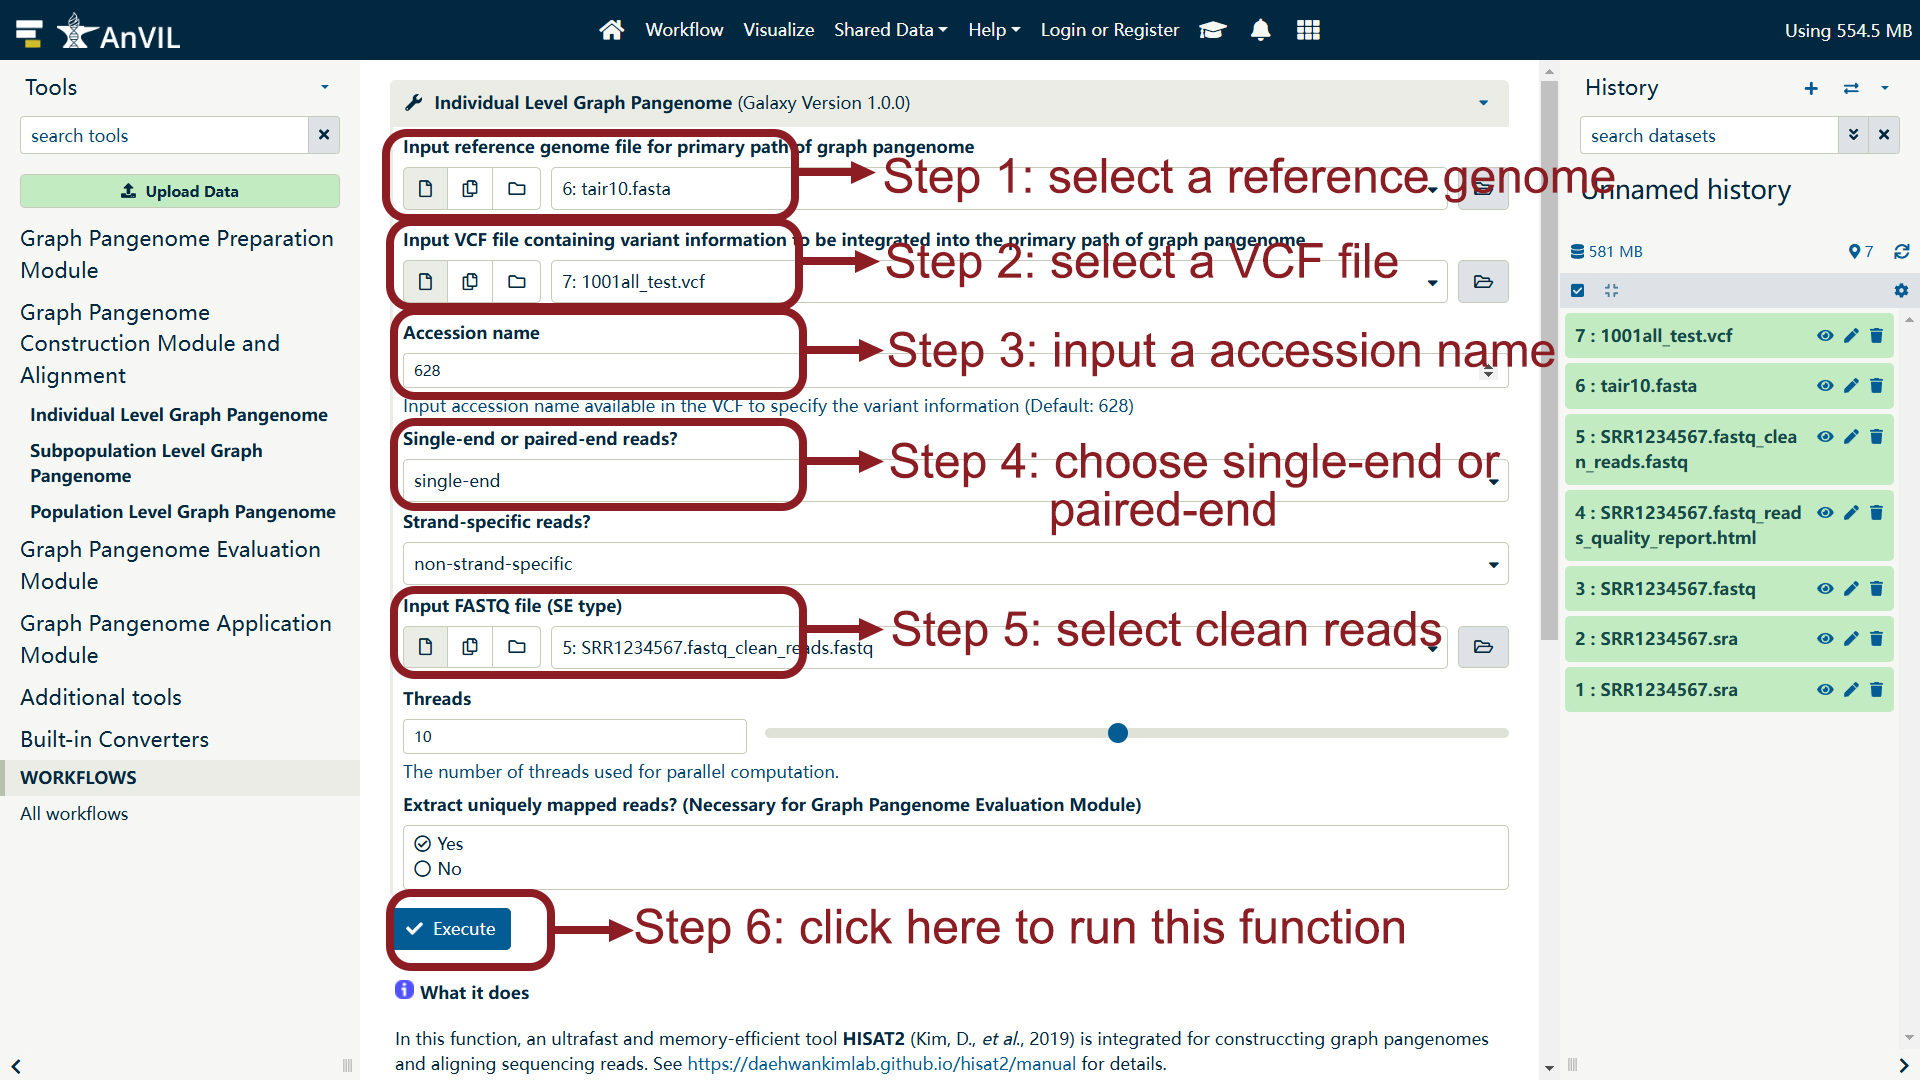 AnVIL
Workflow Visualize Shared Data Help Login or Register
Using 554.5 MB
Tools
search tools
Upload Data
Graph Pangenome Preparation
Module
Graph Pangenome
Construction Module and
Alignment
Individual Level Graph Pangenome
Subpopulation Level Graph
Pangenome
Population Level Graph Pangenome
Graph Pangenome Evaluation
Module
Graph Pangenome Application
Module
Additional tools
Built-in Converters
WORKFLOWS
All workflows
Individual Level Graph Pangenome (Galaxy Version 1.0.0)
Input reference genome file for primary path of graph pangenome
6: tair10.fasta
Step 1: select a reference genome
Input VCF file containing variant information to be integrated into the primary path of graph pangenome
7: 1001all_test.vcf
Step 2: select a VCF file
Accession name
628
Step 3: input a accession name
Input accession name available in the VCF to specify the variant information (Default: 628)
Single-end or paired-end reads?
single-end
Step 4: choose single-end or
paired-end
Strand-specific reads?
non-strand-specific
Input FASTQ file (SE type)
5: SRR1234567.fastq_clean_reads.fastq
Step 5: select clean reads
Threads
10
The number of threads used for parallel computation.
Extract uniquely mapped reads? (Necessary for Graph Pangenome Evaluation Module)
Yes
No
Execute
Step 6: click here to run this function
What it does
In this function, an ultrafast and memory-efficient tool HISAT2 (Kim, D., et al., 2019) is integrated for construccting graph pangenomes
and aligning sequencing reads. See https://daehwankimlab.github.io/hisat2/manual for details.
History
search datasets
Unnamed history
581 MB
7
7 : 1001all_test.vcf
6 : tair10.fasta
5 : SRR1234567.fastq_clea
n_reads.fastq
4 : SRR1234567.fastq_read
s_quality_report.html
3 : SRR1234567.fastq
2 : SRR1234567.sra
1 : SRR1234567.sra